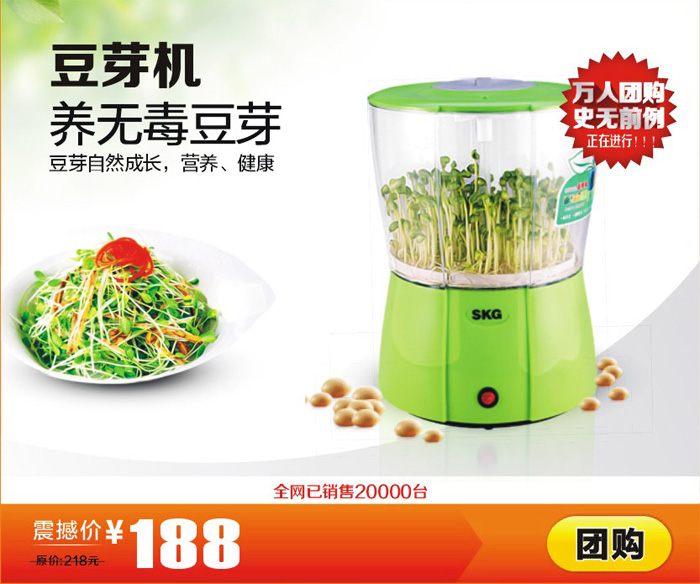 豆芽机
养无毒豆芽
豆芽自然成长，营养、健康
万人团购
史无前例
正在进行！！！
SKG
全网已销售20000台
震撼价¥188
原价:218元
团购